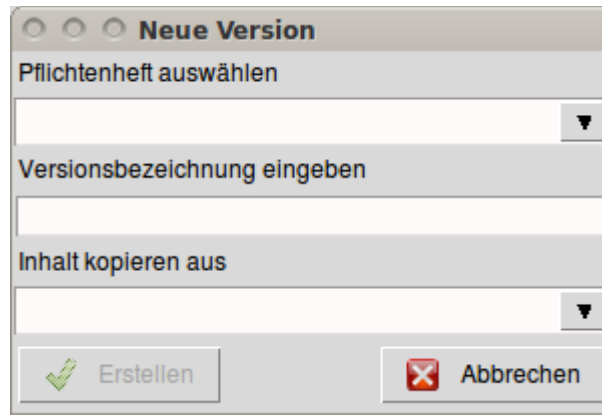 Neue Version
Pflichtenheft auswählen
Versionsbezeichnung eingeben
Inhalt kopieren aus
Erstellen Abbrechen